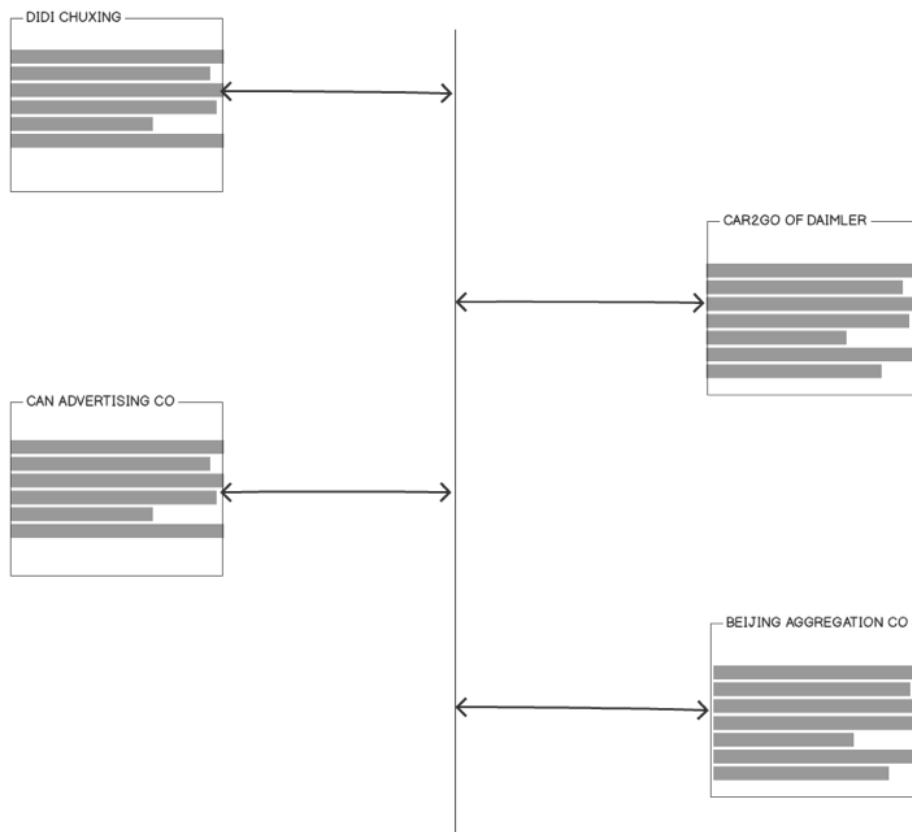 DIDI CHUXING
CAR2GO OF DAIMLER
CAN ADVERTISING CO
BEIJING AGGREGATION CO